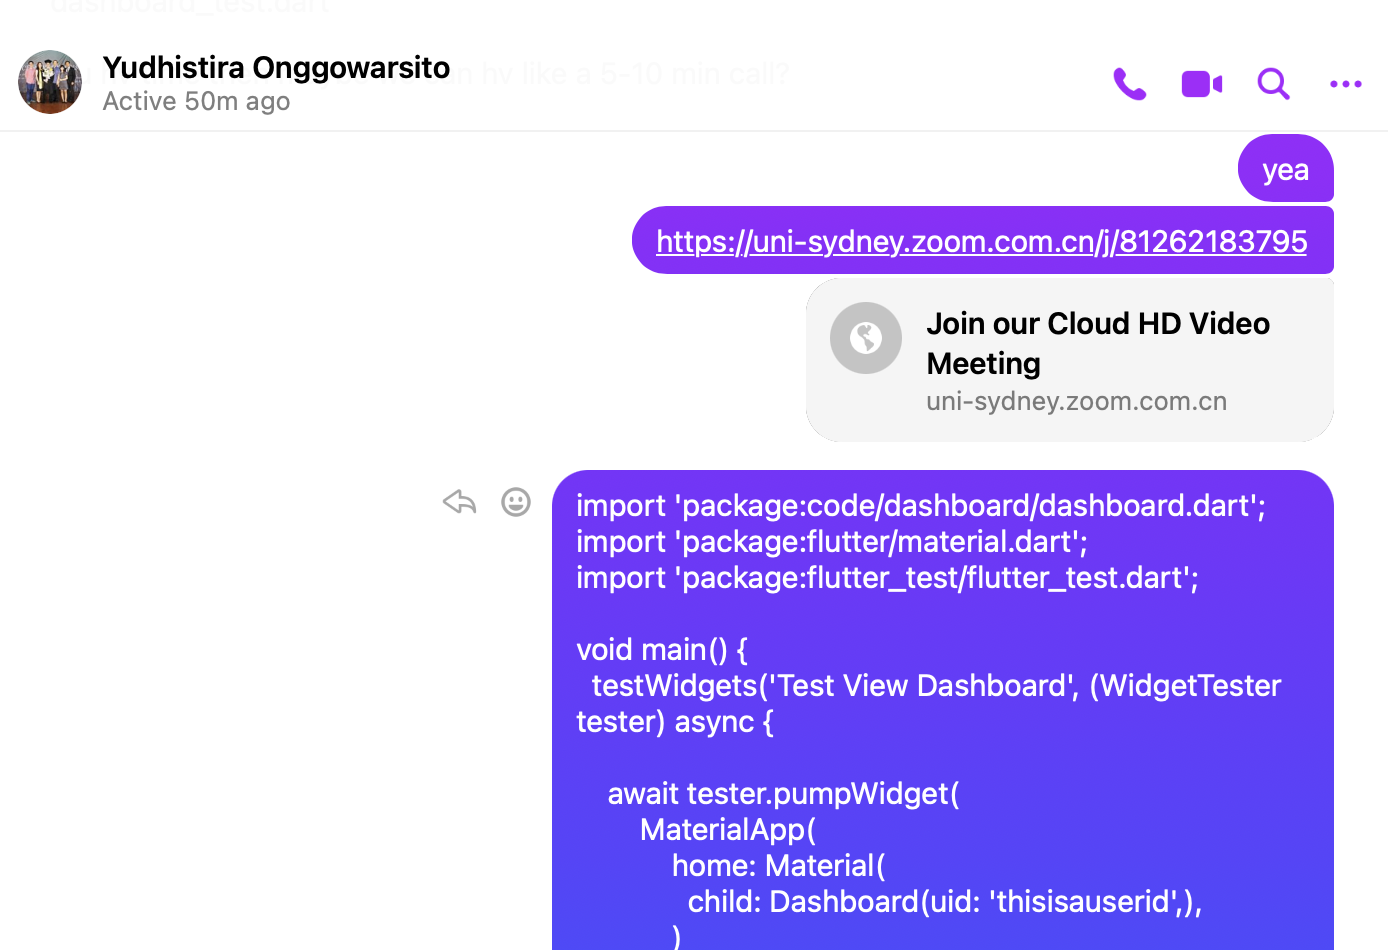 dashboard_test.dart
n hv like a 5-10 min call?
Yudhistira Onggowarsito
Active 50m ago
yea
https://uni-sydney.zoom.com.cn/j/81262183795
Join our Cloud HD Video
Meeting
uni-sydney.zoom.com.cn
import 'package:code/dashboard/dashboard.dart';
import 'package:flutter/material.dart';
import 'package:flutter_test/flutter_test.dart';
void main() {
testWidgets('Test View Dashboard', (WidgetTester
tester) async {
await tester.pumpWidget(
MaterialApp(
home: Material(
child: Dashboard(uid: 'thisisauserid',),
)